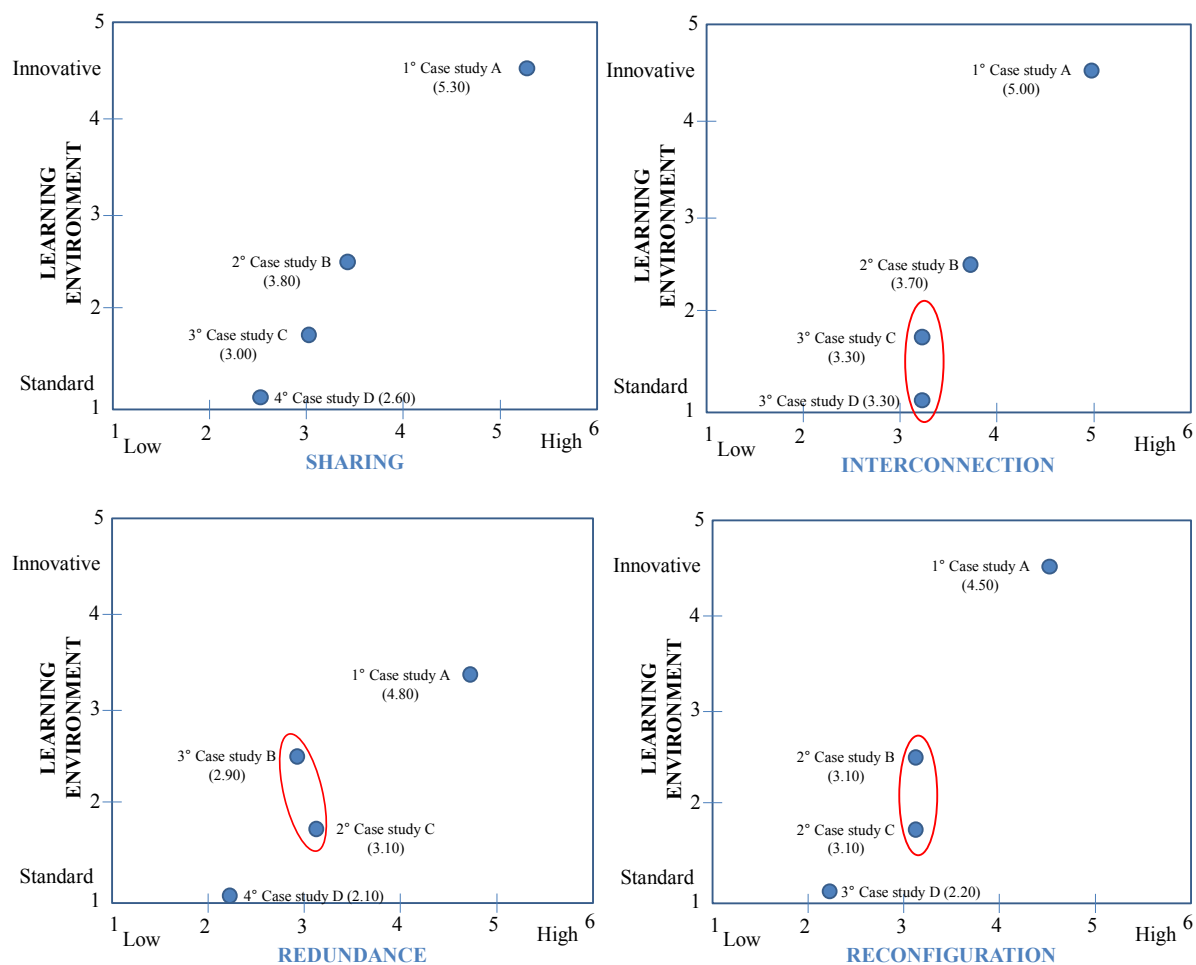 5
Innovative
1° Case study A
(5.30)
4
LEARNING
ENVIRONMENT
3
2° Case study B
(3.80)
2
3° Case study C
(3.00)
Standard
4° Case study D (2.60)
1
1
Low
2
3
4
5
High
6
SHARING
5
Innovative
1° Case study A
(5.00)
4
LEARNING
ENVIRONMENT
3
2° Case study B
(3.70)
2
3° Case study C
(3.30)
Standard
3° Case study D (3.30)
1
1
Low
2
3
4
5
High
6
INTERCONNECTION
5
Innovative
4
LEARNING
ENVIRONMENT
1° Case study A
(4.80)
3
3° Case study B
(2.90)
2
2° Case study C
(3.10)
Standard
4° Case study D (2.10)
1
1
Low
2
3
4
5
High
6
REDUNDANCE
5
Innovative
1° Case study A
(4.50)
4
LEARNING
ENVIRONMENT
3
2° Case study B
(3.10)
2
2° Case study C
(3.10)
Standard
3° Case study D (2.20)
1
1
Low
2
3
4
5
High
6
RECONFIGURATION